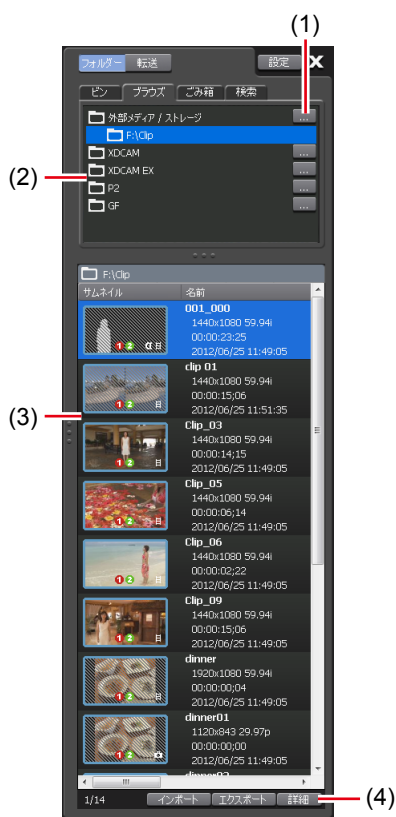 (1)
フォルダー 転送 設定 X
ビン ブラウズ ごみ箱 検索
外部メディア / ストレージ ...
F:\Clip
XDCAM ...
(2)
XDCAM EX ...
P2 ...
GF ...
F:\Clip
サムネイル 名前
001_000
1440x1080 59.94i
00:00:23:25
2012/06/25 11:49:05
clip 01
1440x1080 59.94i
00:00:15;06
2012/06/25 11:51:35
(3)
Clip_03
1440x1080 59.94i
00:00:14;15
2012/06/25 11:49:05
Clip_05
1440x1080 59.94i
00:00:06;14
2012/06/25 11:49:05
Clip_06
1440x1080 59.94i
00:00:02;22
2012/06/25 11:49:05
Clip_09
1440x1080 59.94i
00:00:15;06
2012/06/25 11:49:05
dinner
1920x1080 59.94i
00:00:00;04
2012/06/25 11:49:05
dinner01
1120x843 29.97p
00:00:00;00
2012/06/25 11:49:05
1/14 インポート エクスポート 詳細
(4)